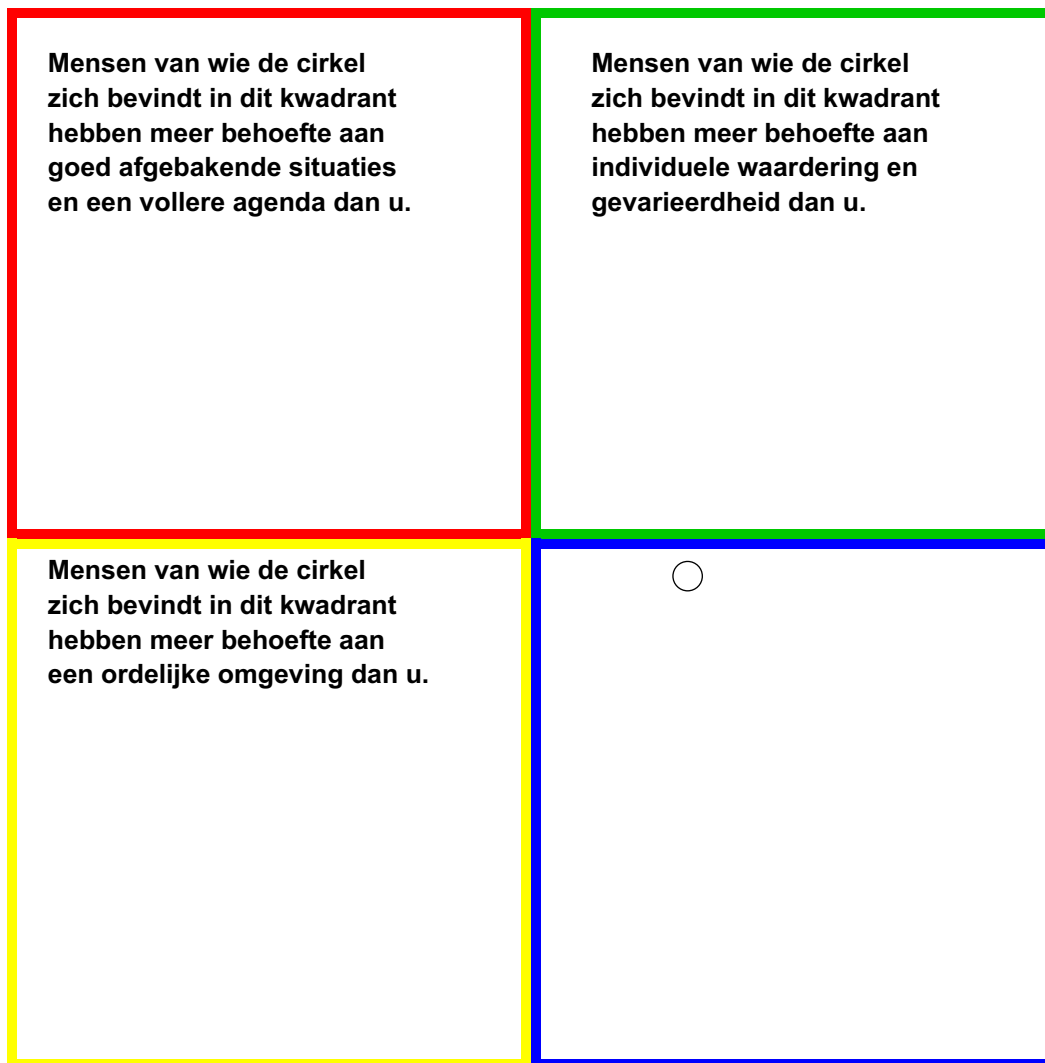 Mensen van wie de cirkel
zich bevindt in dit kwadrant
hebben meer behoefte aan
goed afgebakende situaties
en een vollere agenda dan u.
Mensen van wie de cirkel
zich bevindt in dit kwadrant
hebben meer behoefte aan
individuele waardering en
gevarieerdheid dan u.
Mensen van wie de cirkel
zich bevindt in dit kwadrant
hebben meer behoefte aan
een ordelijke omgeving dan u.